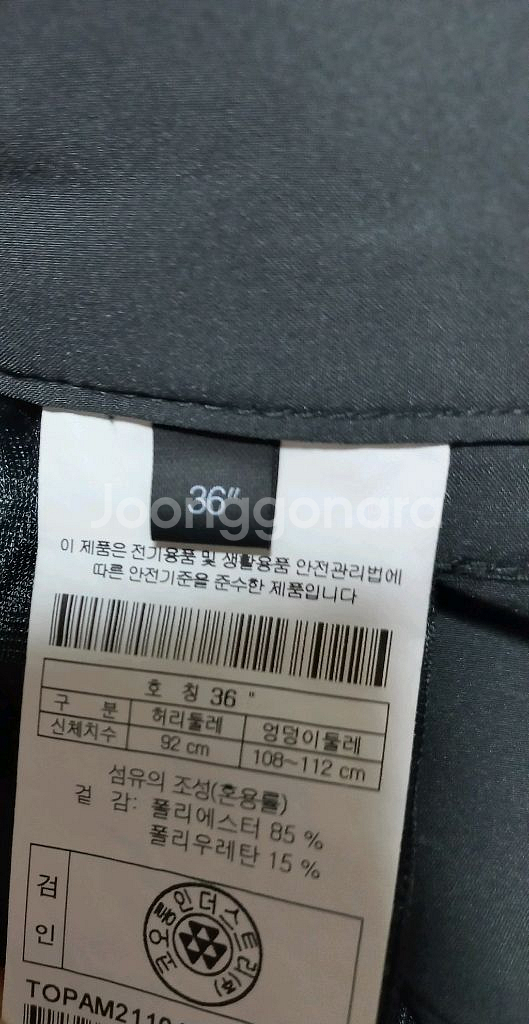 36"
Joonggonara
이 제품은 전기용품 및 생활용품 안전관리법에
따른 안전기준을 준수한 제품입니다
호 칭 36 "
구 분 허리둘레 엉덩이둘레
신체치수 92 cm 108~112 cm
섬유의 조성(혼용률)
겉 감: 폴리에스터 85 %
폴리우레탄 15 %
검
인
코오롱인더스트리(주)
TOPAM2119